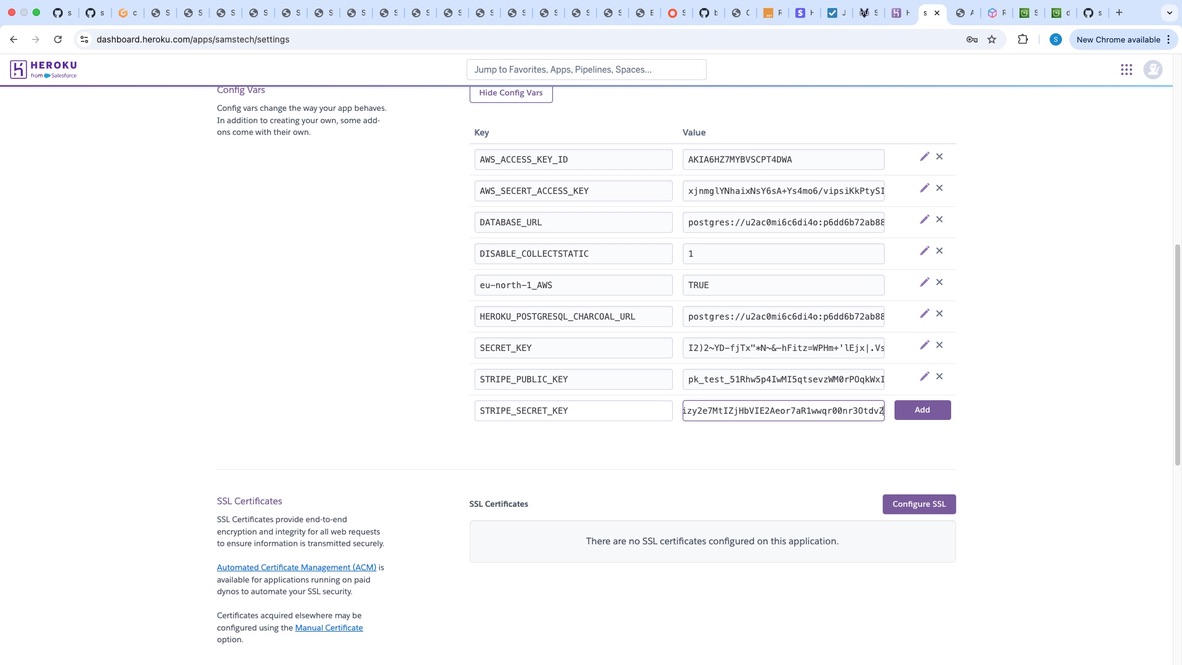 dashboard.heroku.com/apps/samstech/settings
New Chrome available
HEROKU
from Salesforce
Jump to Favorites, Apps, Pipelines, Spaces...
Config Vars
Config vars change the way your app behaves.
In addition to creating your own, some add-
ons come with their own.
Hide Config Vars
Key Value
AWS_ACCESS_KEY_ID AKIA6HZ7MYBVSCPT4DWA
AWS_SECERT_ACCESS_KEY xjnmglYNhaixNsY6sA+Ys4mo6/vipsiKkPtySI
DATABASE_URL postgres://u2ac0mi6c6di4o:p6dd6b72ab88
DISABLE_COLLECTSTATIC 1
eu-north-1_AWS TRUE
HEROKU_POSTGRESQL_CHARCOAL_URL postgres://u2ac0mi6c6di4o:p6dd6b72ab88
SECRET_KEY I2)2~YD-fjTx"*N~&-hFitz=WPHm+'lEjx|.Vs
STRIPE_PUBLIC_KEY pk_test_51Rhw5p4IwMI5qtsevzWM0rPOqkWxI
STRIPE_SECRET_KEY izy2e7MtIZjHbVIE2Aeor7aR1wwqr00nr3OtdvZ Add
SSL Certificates
SSL Certificates provide end-to-end
encryption and integrity for all web requests
to ensure information is transmitted securely.
Automated Certificate Management (ACM) is
available for applications running on paid
dynos to automate your SSL security.
Certificates acquired elsewhere may be
configured using the Manual Certificate
option.
SSL Certificates Configure SSL
There are no SSL certificates configured on this application.